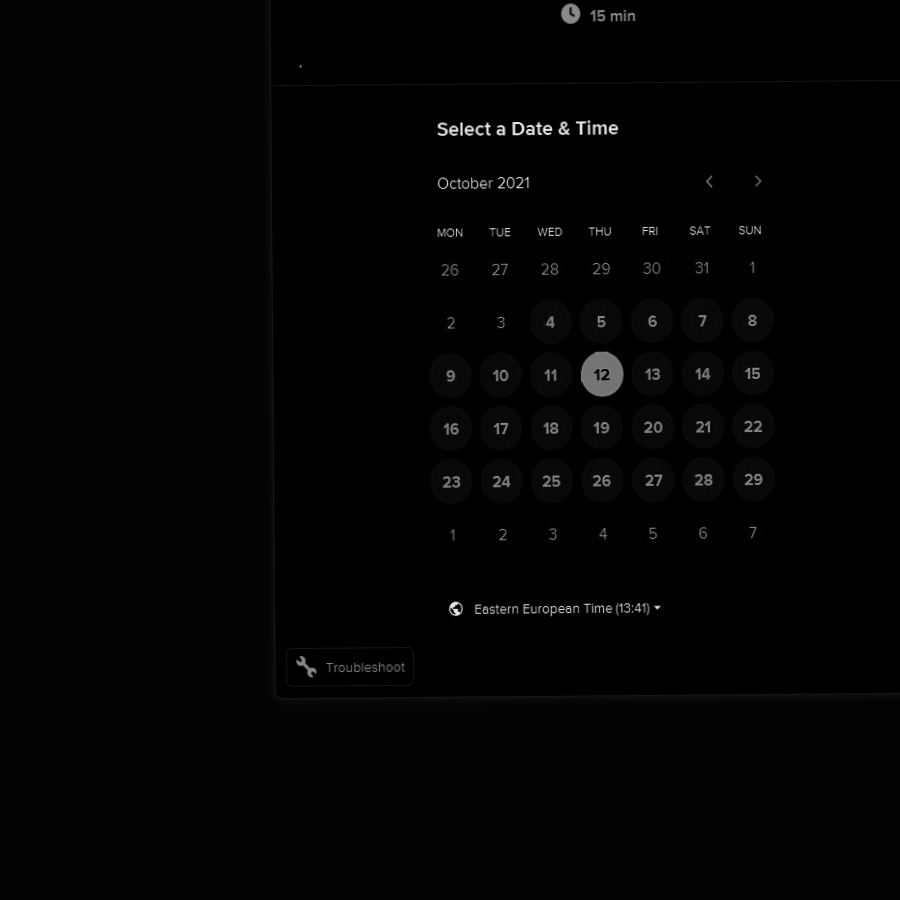 15 min
.
Select a Date & Time
October 2021
MON TUE WED THU FRI SAT SUN
26 27 28 29 30 31 1
2 3 4 5 6 7 8
9 10 11 12 13 14 15
16 17 18 19 20 21 22
23 24 25 26 27 28 29
1 2 3 4 5 6 7
Eastern European Time (13:41)
Troubleshoot